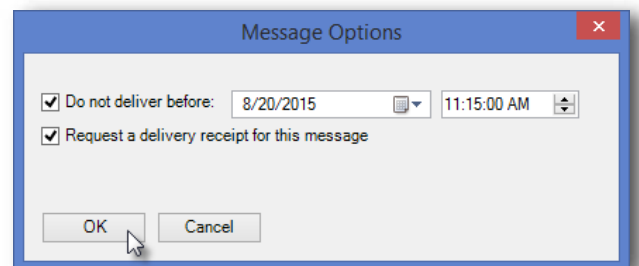 Message Options
Do not deliver before: 8/20/2015 11:15:00 AM
Request a delivery receipt for this message
OK Cancel